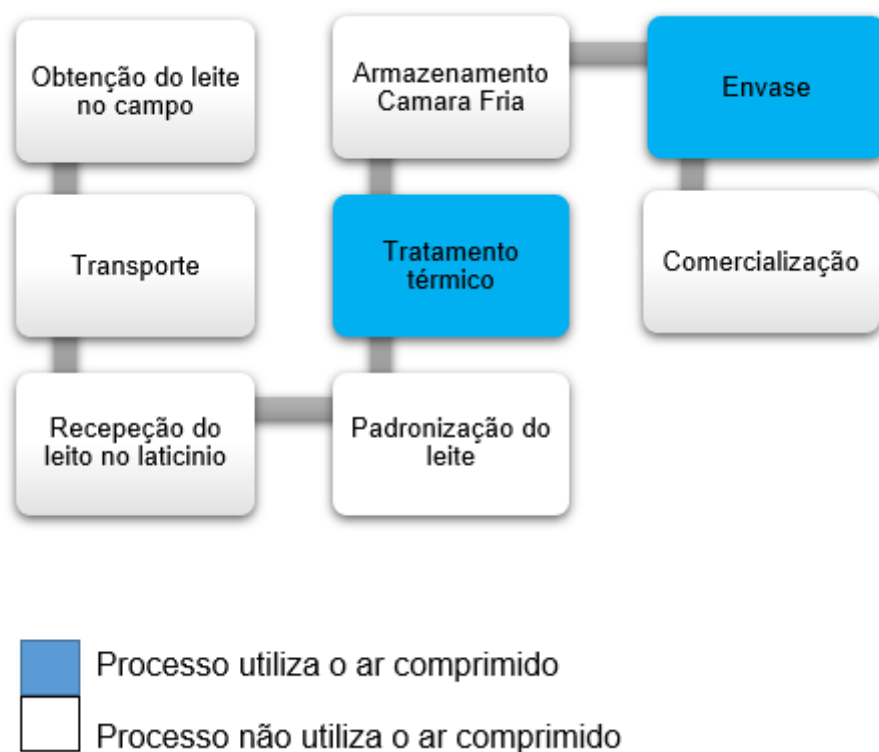 Obtenção do leite
no campo
Transporte
Recepeção do
leito no laticinio
Padronização do
leite
Tratamento
térmico
Armazenamento
Camara Fria
Envase
Comercialização
Processo utiliza o ar comprimido
Processo não utiliza o ar comprimido